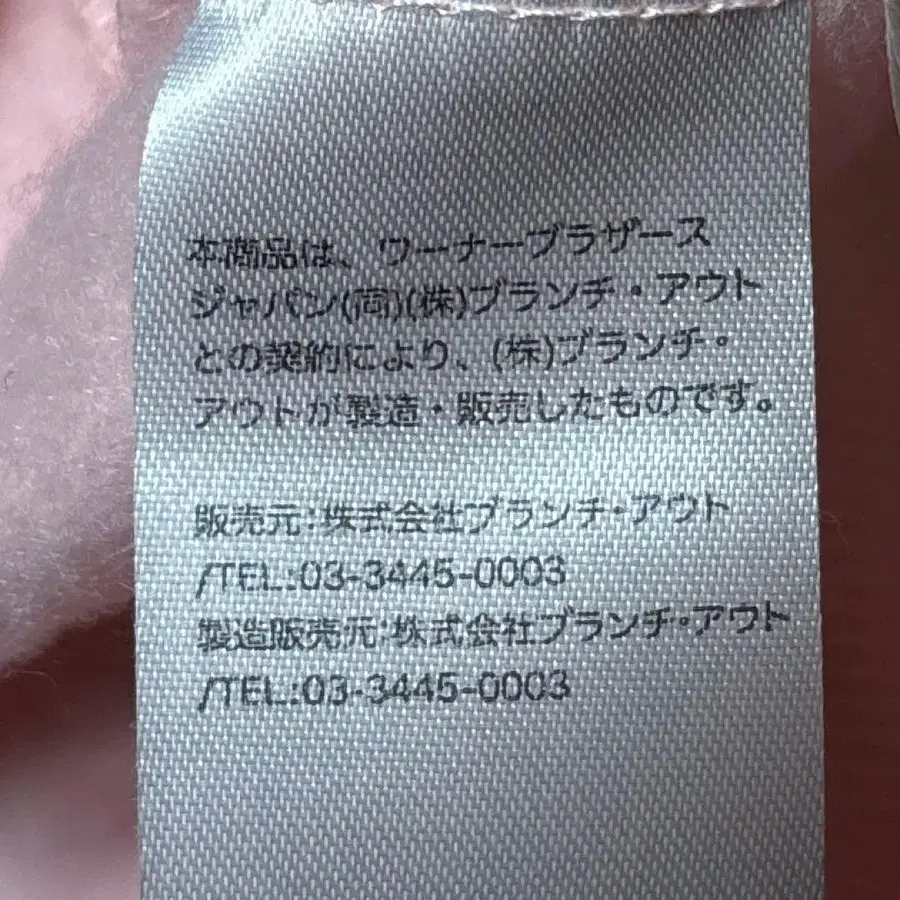 本商品は、ワーナーブラザース
ジャパン(同)(株)ブランチ・アウト
との契約により、(株)ブランチ・
アウトが製造・販売したものです。
販売元:株式会社ブランチ・アウト
/TEL:03-3445-0003
製造販売元:株式会社ブランチ・アウト
/TEL:03-3445-0003